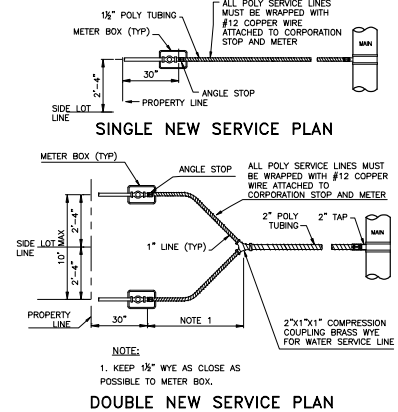 ALL POLY SERVICE LINES
MUST BE WRAPPED WITH
#12 COPPER WIRE
ATTACHED TO CORPORATION
STOP AND METER
1½" POLY TUBING
METER BOX (TYP)
MAIN
30"
2'-4"
ANGLE STOP
PROPERTY LINE
SIDE LOT
LINE
SINGLE NEW SERVICE PLAN
METER BOX (TYP)
ANGLE STOP
ALL POLY SERVICE LINES MUST
BE WRAPPED WITH #12 COPPER
WIRE ATTACHED TO
CORPORATION STOP AND METER
2'-4"
1" LINE (TYP)
2" POLY
TUBING
2" TAP
MAIN
SIDE LOT
LINE
10' MAX
2'-4"
PROPERTY
LINE
30"
NOTE 1
2"X1"X1" COMPRESSION
COUPLING BRASS WYE
FOR WATER SERVICE LINE
NOTE:
1. KEEP 1½" WYE AS CLOSE AS
POSSIBLE TO METER BOX.
DOUBLE NEW SERVICE PLAN